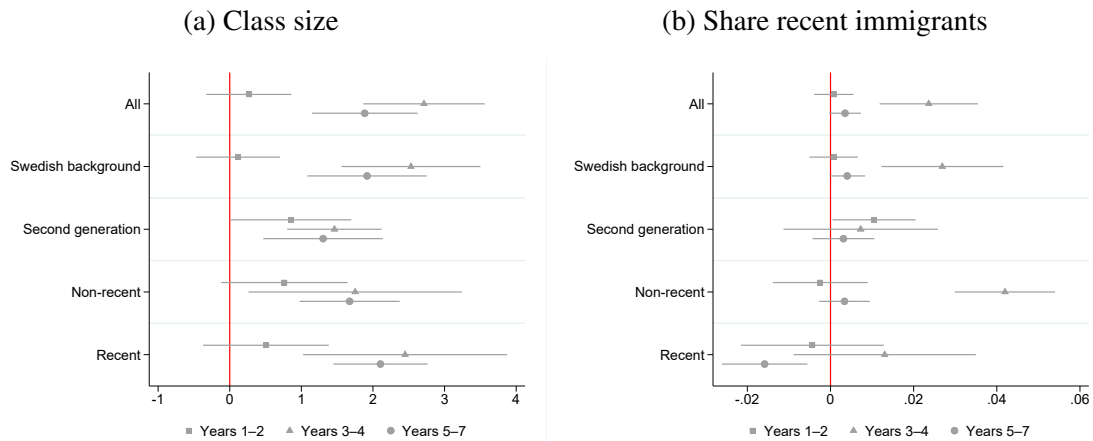 (a) Class size
All
Swedish background
Second generation
Non-recent
Recent
-1 0 1 2 3 4
Years 1–2 Years 3–4 Years 5–7
(b) Share recent immigrants
All
Swedish background
Second generation
Non-recent
Recent
-.02 0 .02 .04 .06
Years 1–2 Years 3–4 Years 5–7